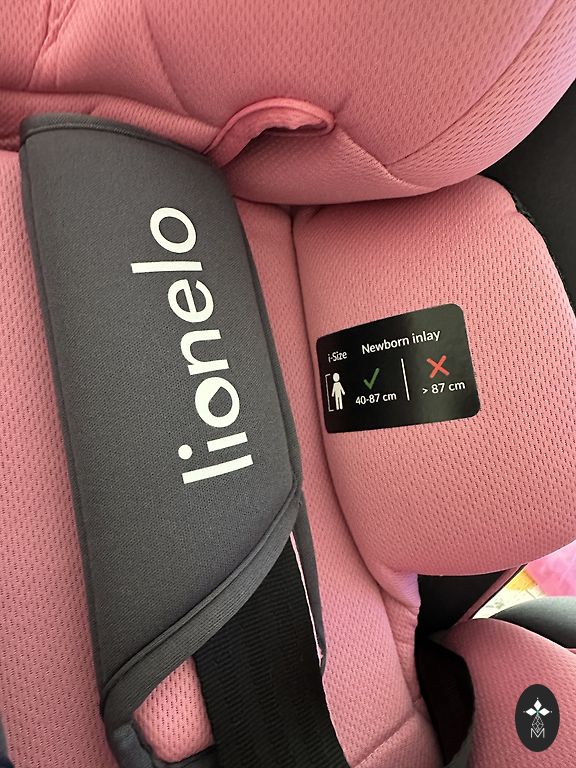 lionelo
i-Size Newborn inlay
40-87 cm
> 87 cm
M